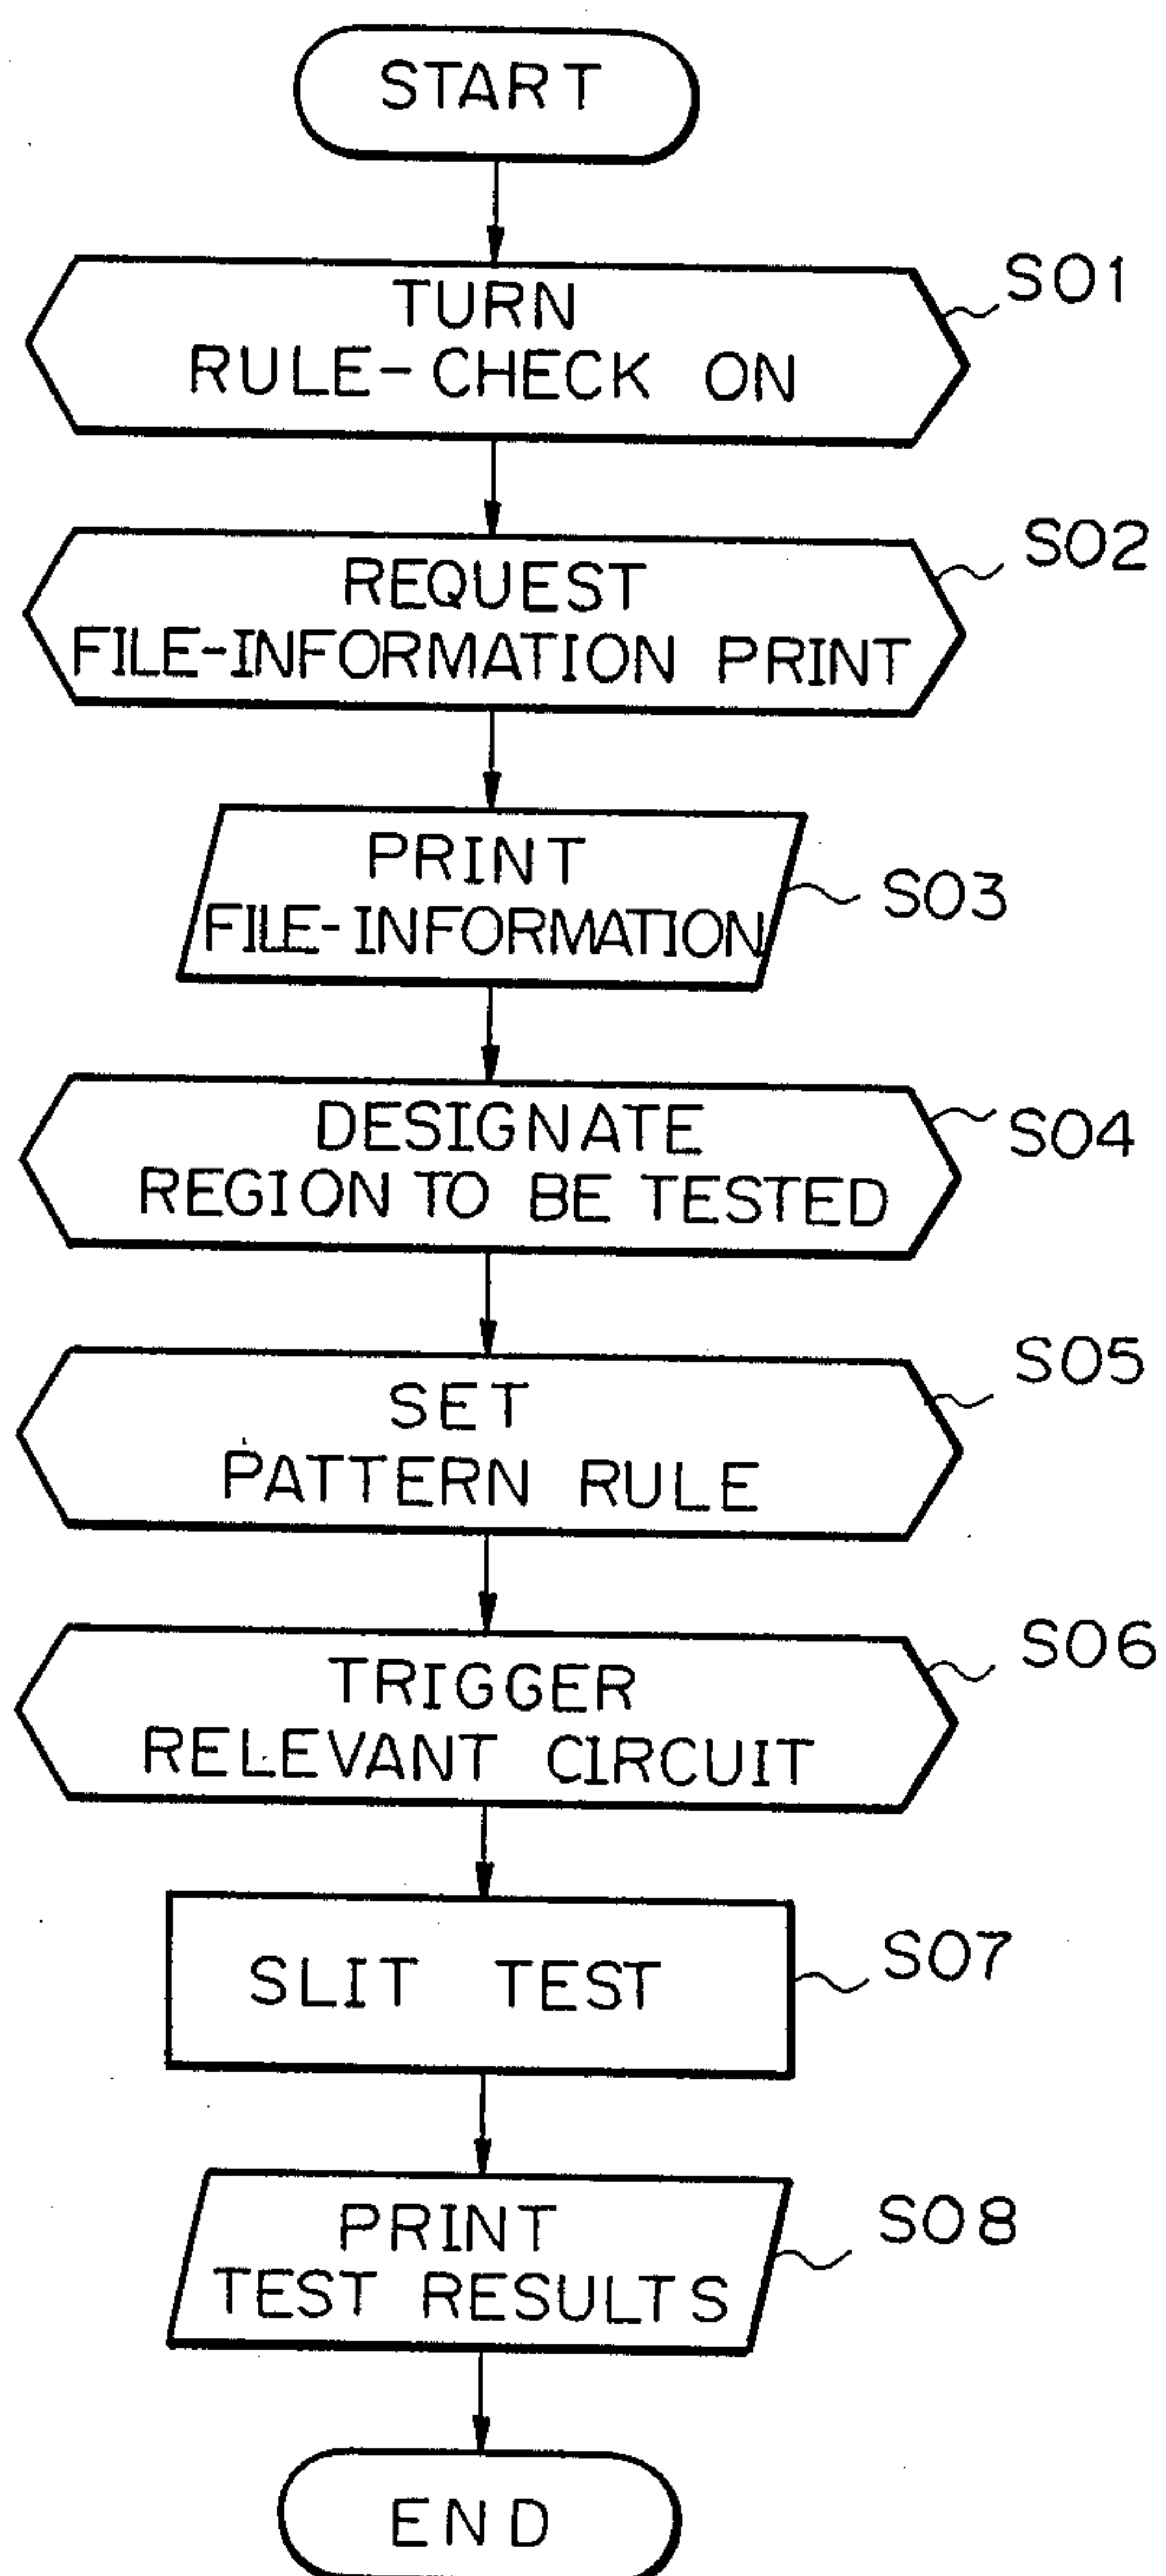 START
TURN
RULE-CHECK ON
S01
REQUEST
FILE-INFORMATION PRINT
S02
PRINT
FILE-INFORMATION
S03
DESIGNATE
REGION TO BE TESTED
S04
SET
PATTERN RULE
S05
TRIGGER
RELEVANT CIRCUIT
S06
SLIT TEST
S07
PRINT
TEST RESULTS
S08
END